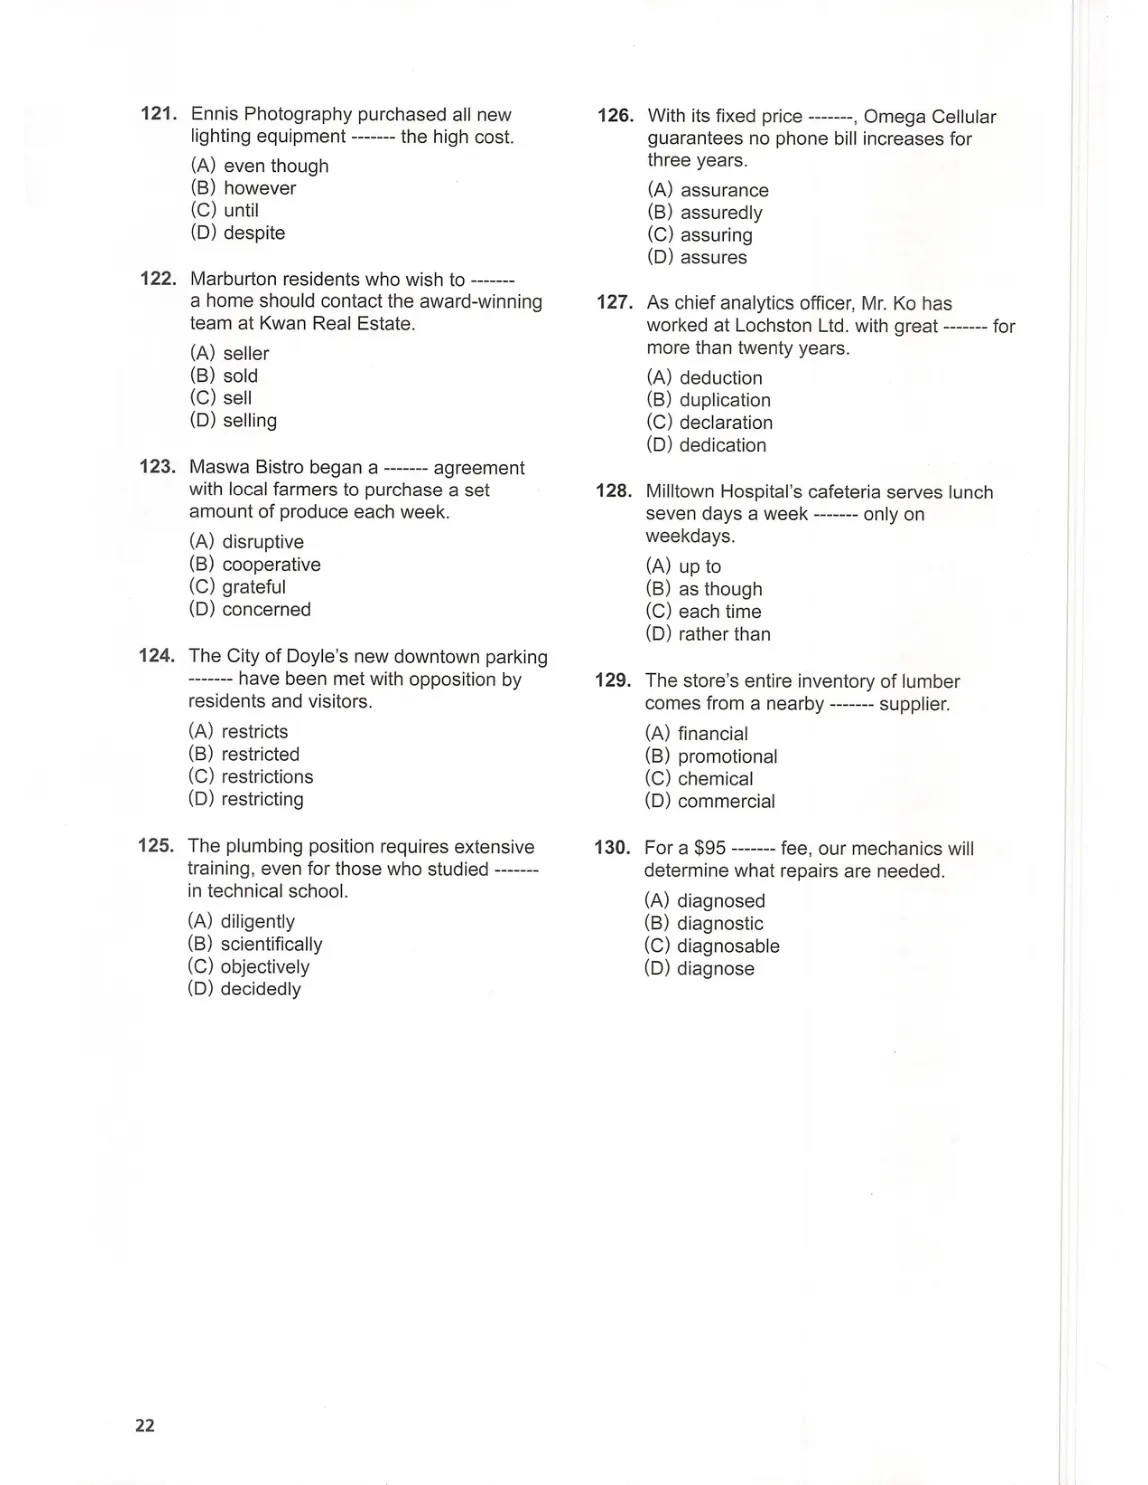 121. Ennis Photography purchased all new
lighting equipment ------- the high cost.
(A) even though
(B) however
(C) until
(D) despite
122. Marburton residents who wish to -------
a home should contact the award-winning
team at Kwan Real Estate.
(A) seller
(B) sold
(C) sell
(D) selling
123. Maswa Bistro began a ------- agreement
with local farmers to purchase a set
amount of produce each week.
(A) disruptive
(B) cooperative
(C) grateful
(D) concerned
124. The City of Doyle's new downtown parking
------- have been met with opposition by
residents and visitors.
(A) restricts
(B) restricted
(C) restrictions
(D) restricting
125. The plumbing position requires extensive
training, even for those who studied -------
in technical school.
(A) diligently
(B) scientifically
(C) objectively
(D) decidedly
126. With its fixed price -------, Omega Cellular
guarantees no phone bill increases for
three years.
(A) assurance
(B) assuredly
(C) assuring
(D) assures
127. As chief analytics officer, Mr. Ko has
worked at Lochston Ltd. with great ------- for
more than twenty years.
(A) deduction
(B) duplication
(C) declaration
(D) dedication
128. Milltown Hospital's cafeteria serves lunch
seven days a week ------- only on
weekdays.
(A) up to
(B) as though
(C) each time
(D) rather than
129. The store's entire inventory of lumber
comes from a nearby ------- supplier.
(A) financial
(B) promotional
(C) chemical
(D) commercial
130. For a $95 ------- fee, our mechanics will
determine what repairs are needed.
(A) diagnosed
(B) diagnostic
(C) diagnosable
(D) diagnose
22